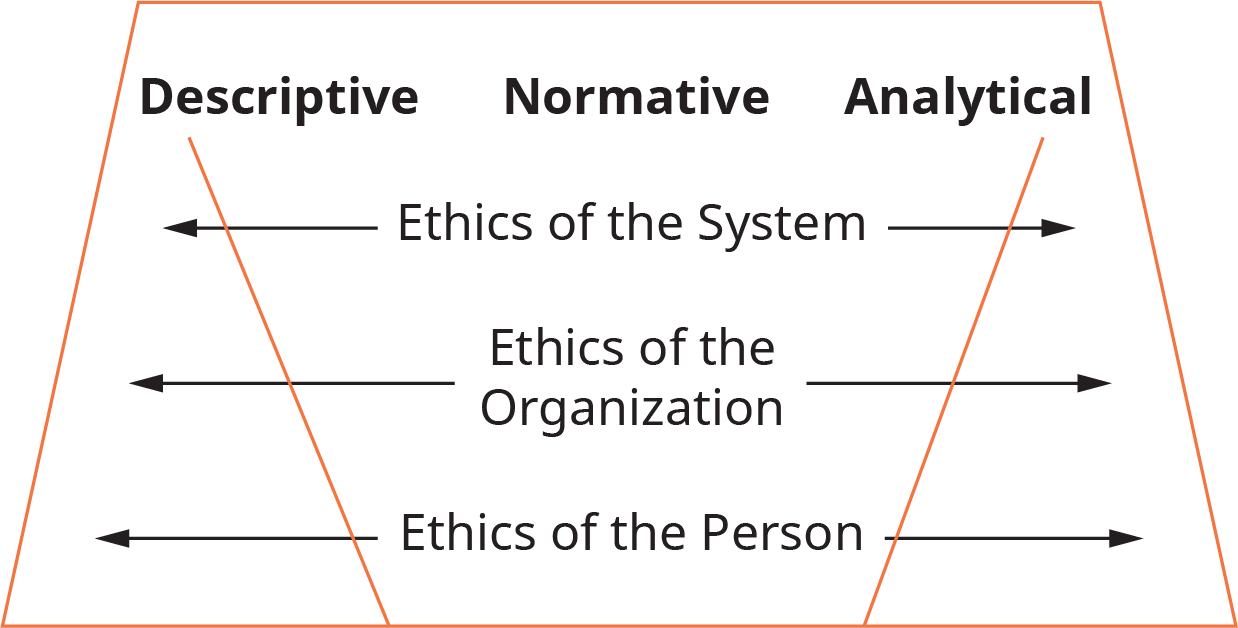 Descriptive Normative Analytical
Ethics of the System
Ethics of the
Organization
Ethics of the Person